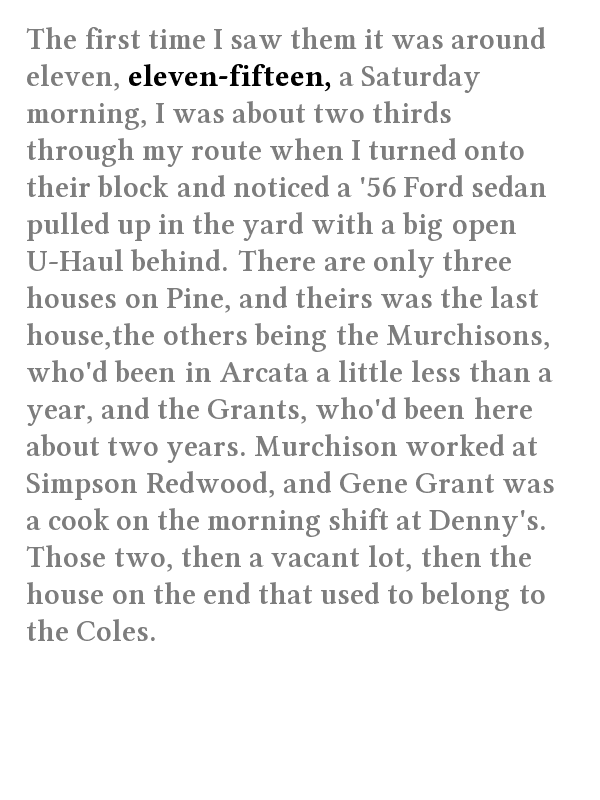 The first time I saw them it was around
eleven, eleven-fifteen, a Saturday
morning, I was about two thirds
through my route when I turned onto
their block and noticed a '56 Ford sedan
pulled up in the yard with a big open
U-Haul behind. There are only three
houses on Pine, and theirs was the last
house,the others being the Murchisons,
who'd been in Arcata a little less than a
year, and the Grants, who'd been here
about two years. Murchison worked at
Simpson Redwood, and Gene Grant was
a cook on the morning shift at Denny's.
Those two, then a vacant lot, then the
house on the end that used to belong to
the Coles.